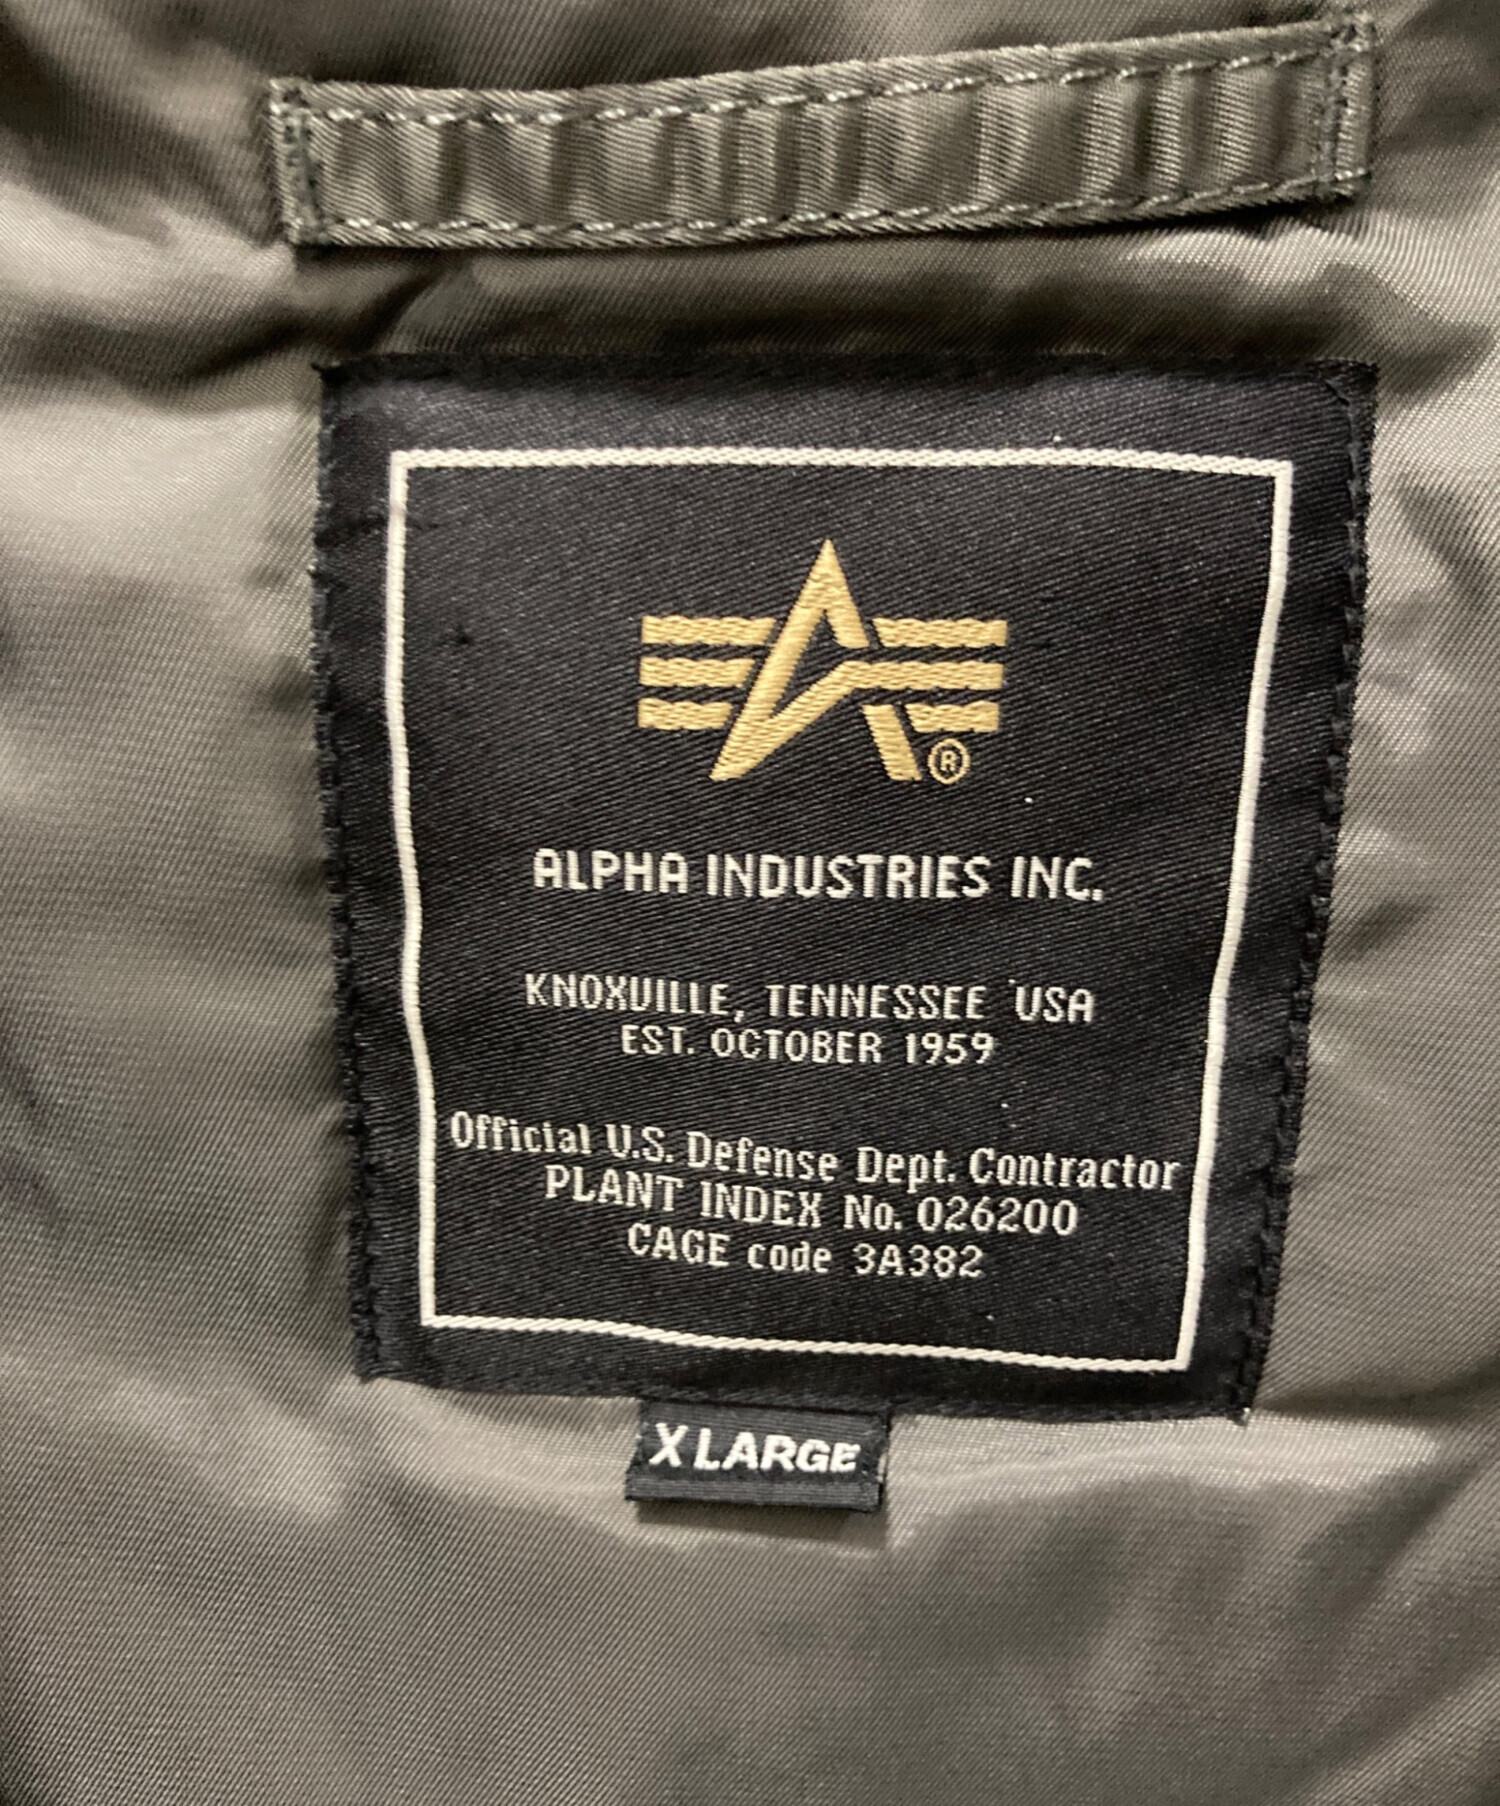 ®
ALPHA INDUSTRIES INC.
KNOXVILLE, TENNESSEE USA
EST. OCTOBER 1959
Official U.S. Defense Dept. Contractor
PLANT INDEX No. 026200
CAGE code 3A382
X LARGE